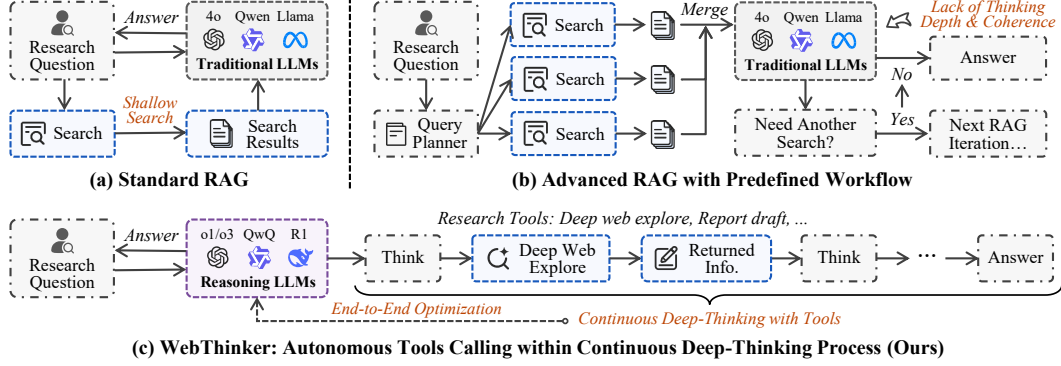 Answer
Research
Question
4o Qwen Llama
Traditional LLMs
Search
Shallow
Search
Search
Results
(a) Standard RAG
Research
Question
Query
Planner
Search
Search
Search
Merge
4o Qwen Llama
Traditional LLMs
Lack of Thinking
Depth & Coherence
Answer
No
Need Another
Search?
Yes
Next RAG
Iteration…
(b) Advanced RAG with Predefined Workflow
Research
Question
Answer
o1/o3 QwQ R1
Reasoning LLMs
Research Tools: Deep web explore, Report draft, ...
Think
Deep Web
Explore
Returned
Info.
Think
...
Answer
End-to-End Optimization
Continuous Deep-Thinking with Tools
(c) WebThinker: Autonomous Tools Calling within Continuous Deep-Thinking Process (Ours)